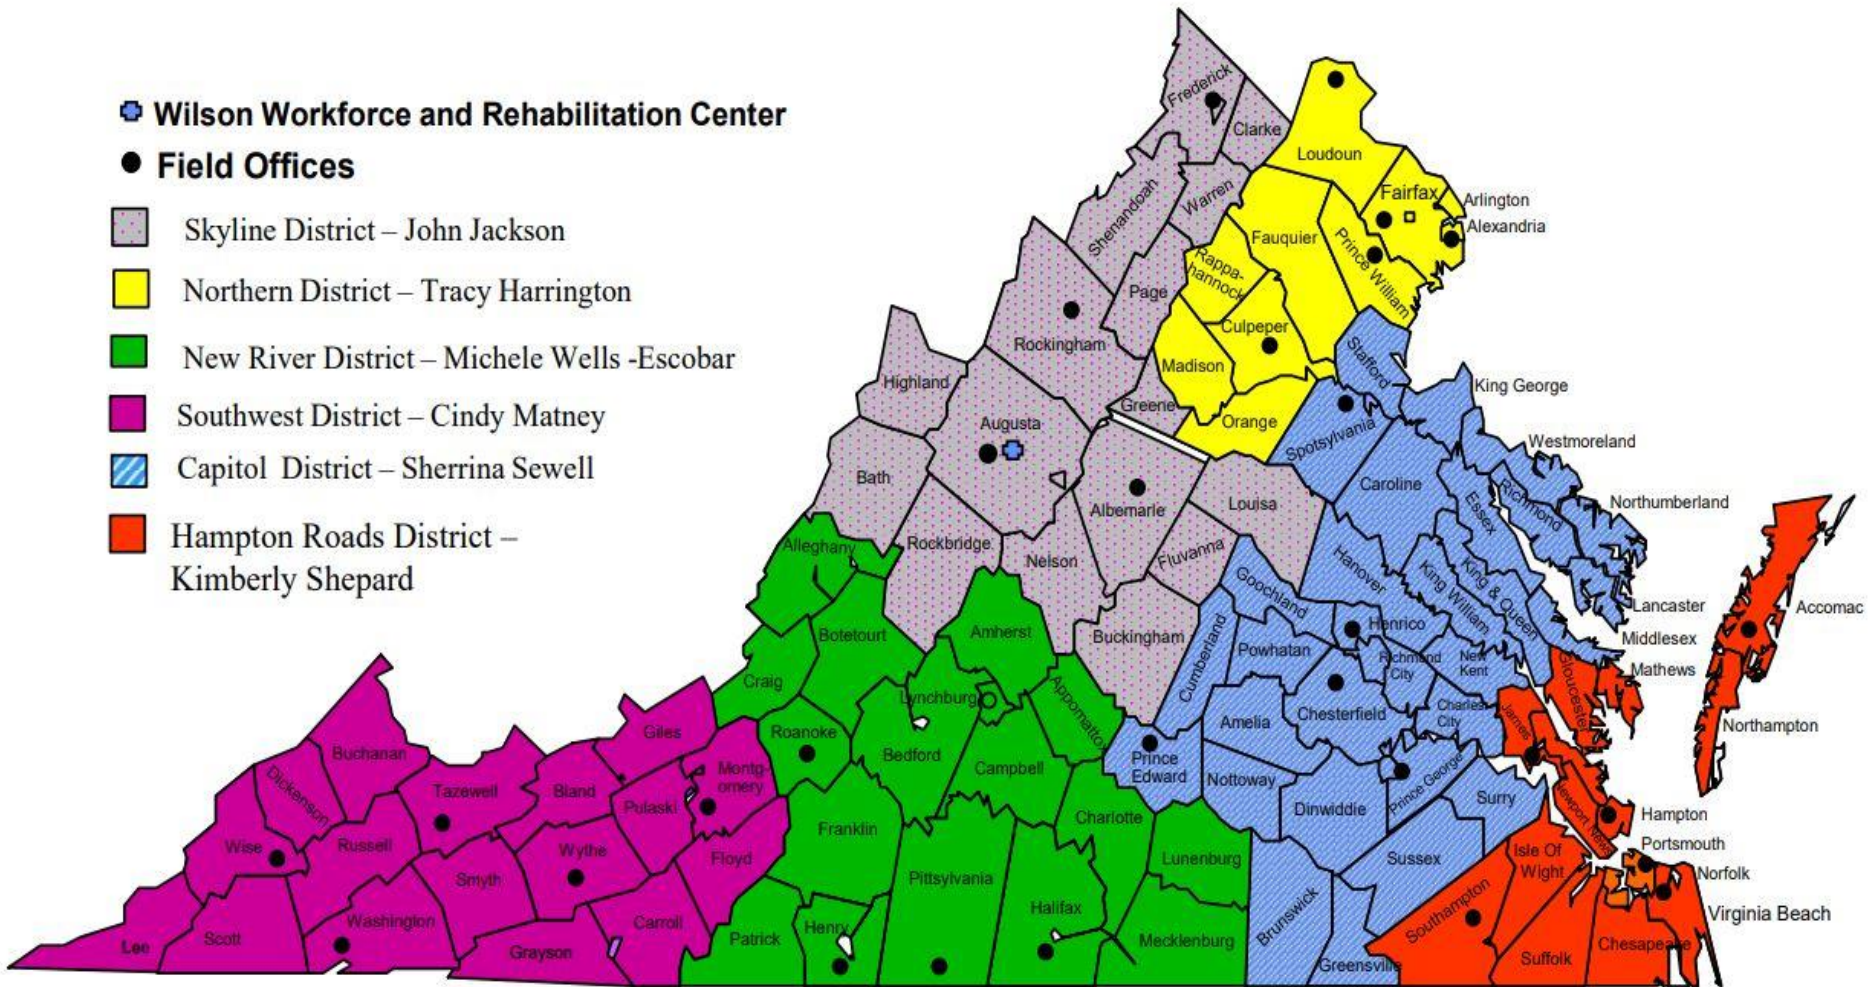 Wilson Workforce and Rehabilitation Center
Field Offices
Skyline District – John Jackson
Northern District – Tracy Harrington
New River District – Michele Wells -Escobar
Southwest District – Cindy Matney
Capitol District – Sherrina Sewell
Hampton Roads District –
Kimberly Shepard
Frederick
Clarke
Loudoun
Shenandoah
Warren
Fairfax
Arlington
Alexandria
Fauquier
Prince William
Rappa-
hannock
Page
Culpeper
Rockingham
Madison
Stafford
King George
Highland
Greene
Orange
Augusta
Spotsylvania
Westmoreland
Bath
Albemarle
Louisa
Caroline
Essex
Richmond
Northumberland
Alleghany
Rockbridge
Nelson
Fluvanna
Hanover
Goochland
King William
King & Queen
Lancaster
Accomac
Botetourt
Amherst
Buckingham
Cumberland
Powhatan
Henrico
Middlesex
Richmond
City
New
Kent
Mathews
Craig
Lynchburg
Appomattox
Gloucester
Amelia
Chesterfield
Charles
City
James
Northampton
Giles
Roanoke
Buchanan
Bedford
Campbell
Prince
Edward
Nottoway
Dickenson
Tazewell
Bland
Pulaski
Montg-
omery
Dinwiddie
Prince George
Surry
Newport News
Hampton
Franklin
Charlotte
Wise
Russell
Wythe
Floyd
Lunenburg
Sussex
Isle Of
Wight
Portsmouth
Norfolk
Smyth
Pittsylvania
Virginia Beach
Lee
Scott
Washington
Grayson
Carroll
Patrick
Henry
Halifax
Mecklenburg
Brunswick
Greensville
Southampton
Suffolk
Chesapeake